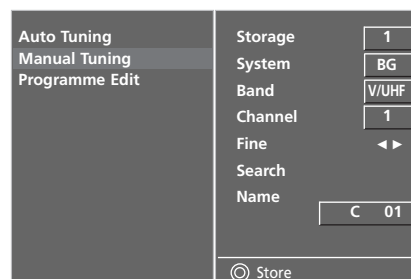 Auto Tuning
Manual Tuning
Programme Edit
Storage 1
System BG
Band V/UHF
Channel 1
Fine ◄ ►
Search
Name
C 01
Store